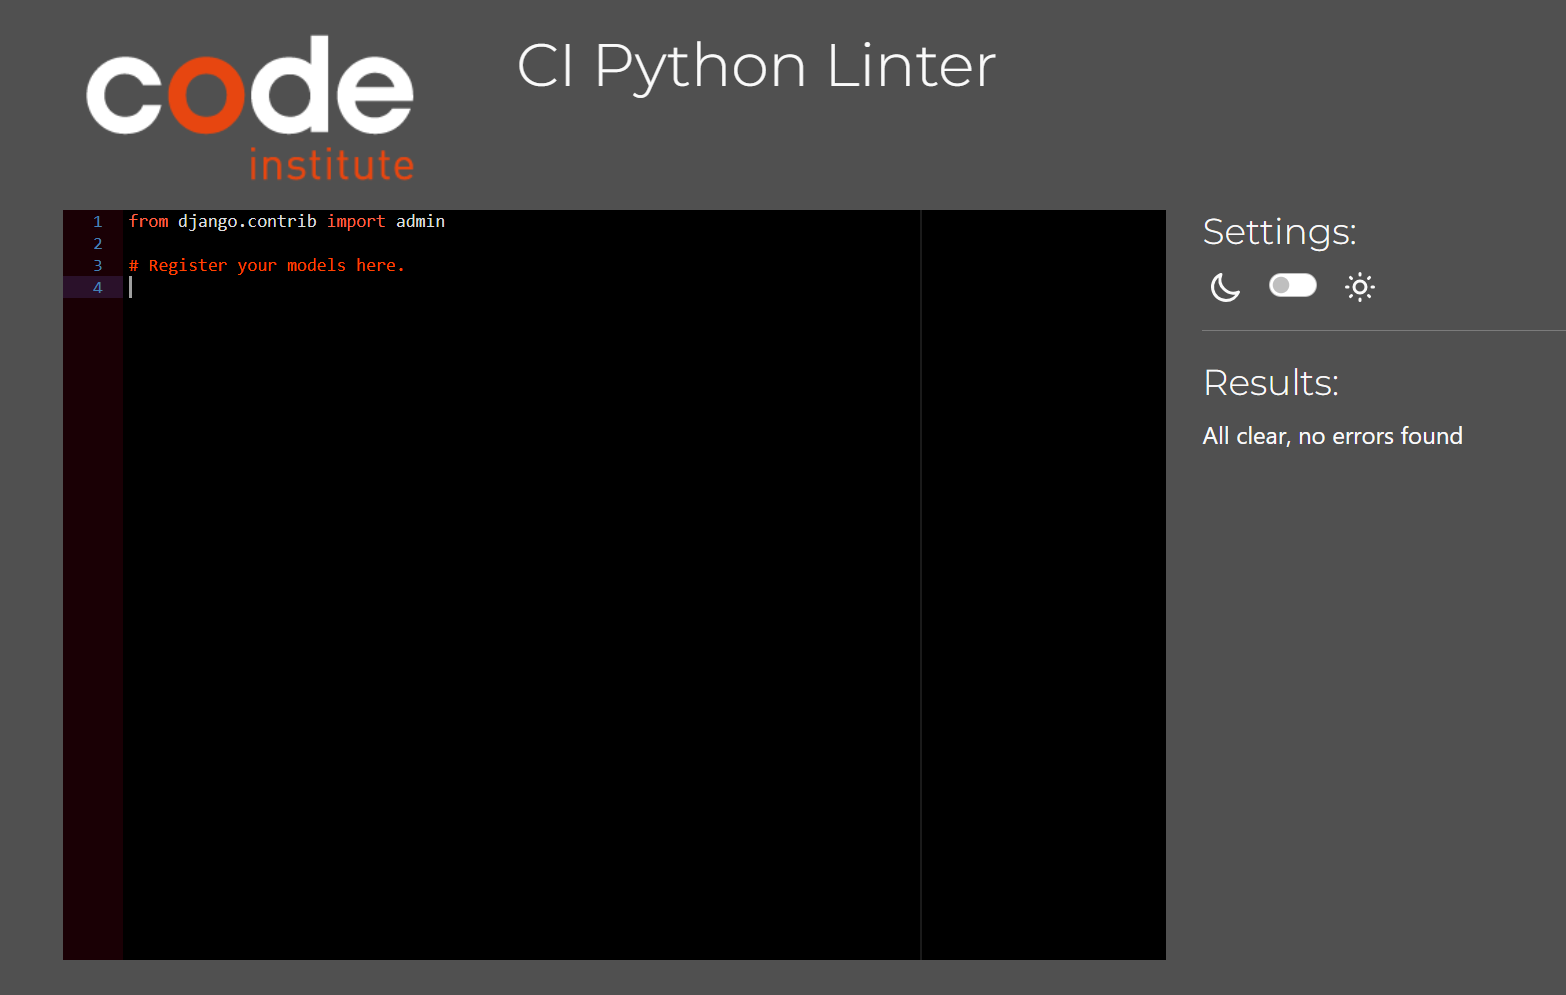 code
institute
CI Python Linter
1 from django.contrib import admin
2
3 # Register your models here.
4
Settings:
Results:
All clear, no errors found